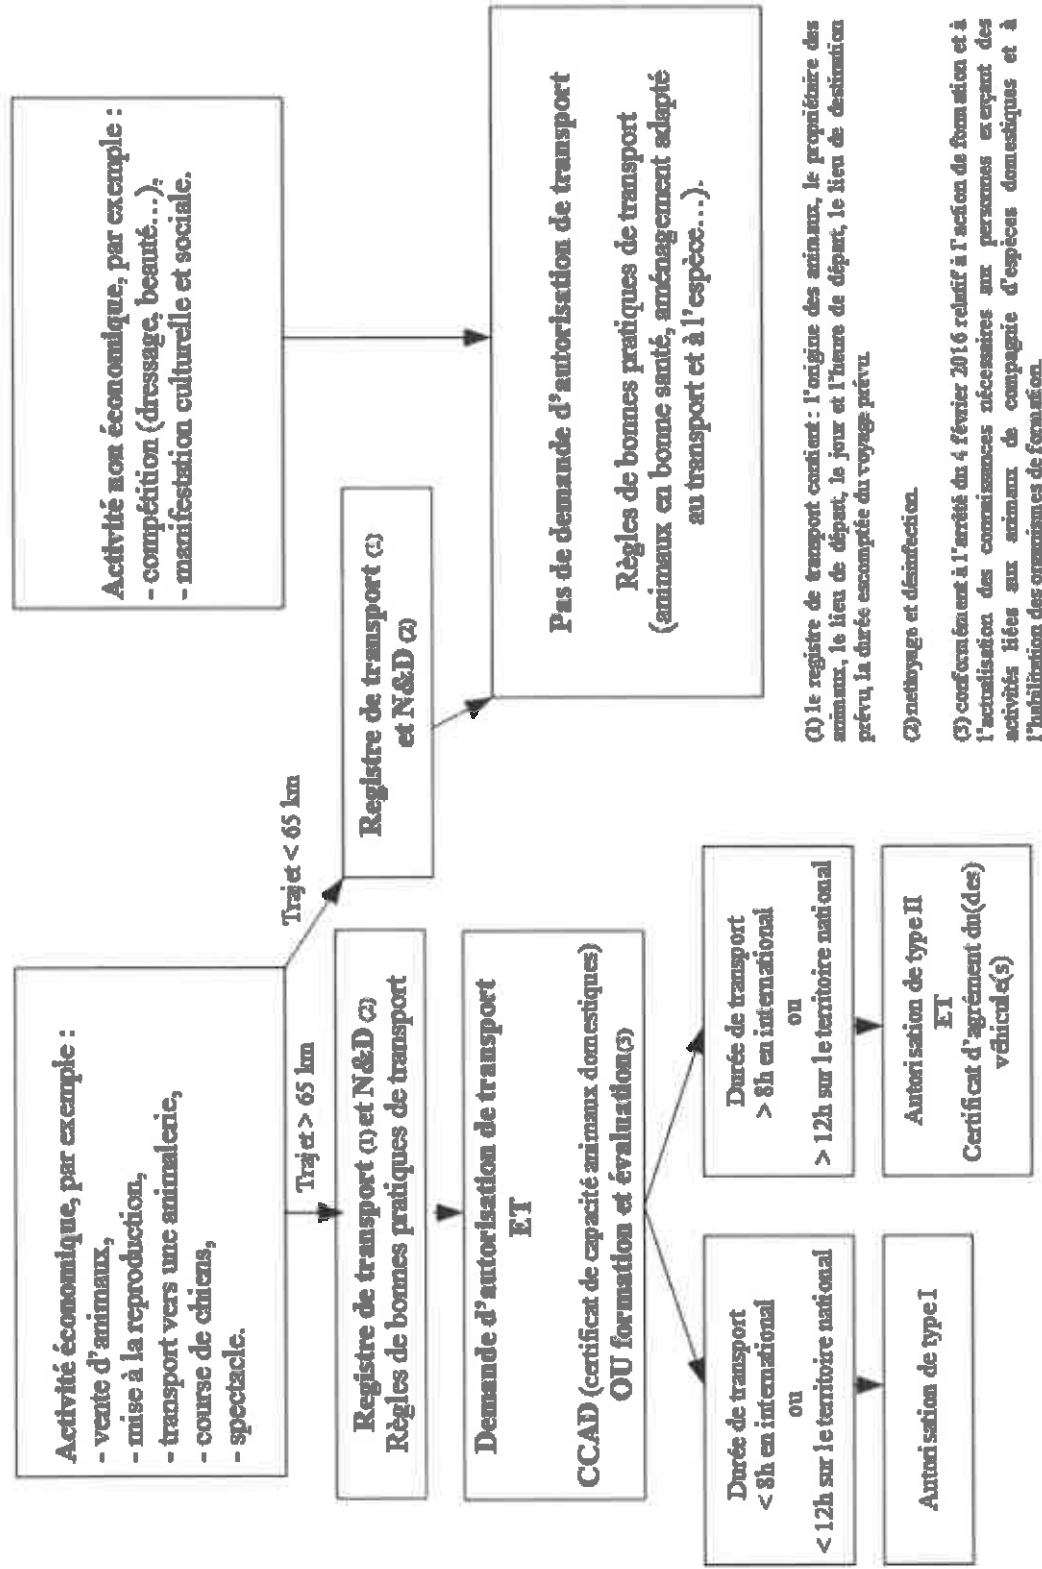 Activité économique, par exemple :
- vente d'animaux,
- mise à la reproduction,
- transport vers une animalerie,
- course de chiens,
- spectacle.
Activité non économique, par exemple :
- compétition (dressage, beauté…),
- manifestation culturelle et sociale.
Trajet > 65 km
Trajet < 65 km
Registre de transport (1) et N&D (2)
Règles de bonnes pratiques de transport
Registre de transport (1)
et N&D (2)
Demande d'autorisation de transport
ET
CCAD (certificat de capacité animaux domestiques)
OU formation et évaluation(3)
Pas de demande d'autorisation de transport
Règles de bonnes pratiques de transport
(animaux en bonne santé, aménagement adapté
au transport et à l'espèce…).
Durée de transport
< 8h en international
ou
< 12h sur le territoire national
Durée de transport
> 8h en international
ou
> 12h sur le territoire national
Autorisation de type I
Autorisation de type II
ET
Certificat d'agrément du(des)
véhicule(s)
(1) le registre de transport contient : l'origine des animaux, le propriétaire des
animaux, le lieu de départ, le jour et l'heure de départ, le lieu de destination
prévu, la durée escomptée du voyage prévu.
(2) nettoyage et désinfection.
(3) conformément à l'arrêté du 4 février 2016 relatif à l'action de formation et à
l'actualisation des connaissances nécessaires aux personnes exerçant des
activités liées aux animaux de compagnie d'espèces domestiques et à
l'habilitation des organismes de formation.